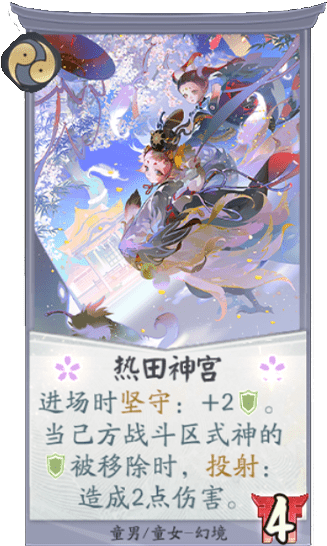 热田神宫
进场时坚守：+2。
当己方战斗区式神的
被移除时，投射：
造成2点伤害。
4
童男/童女-幻境